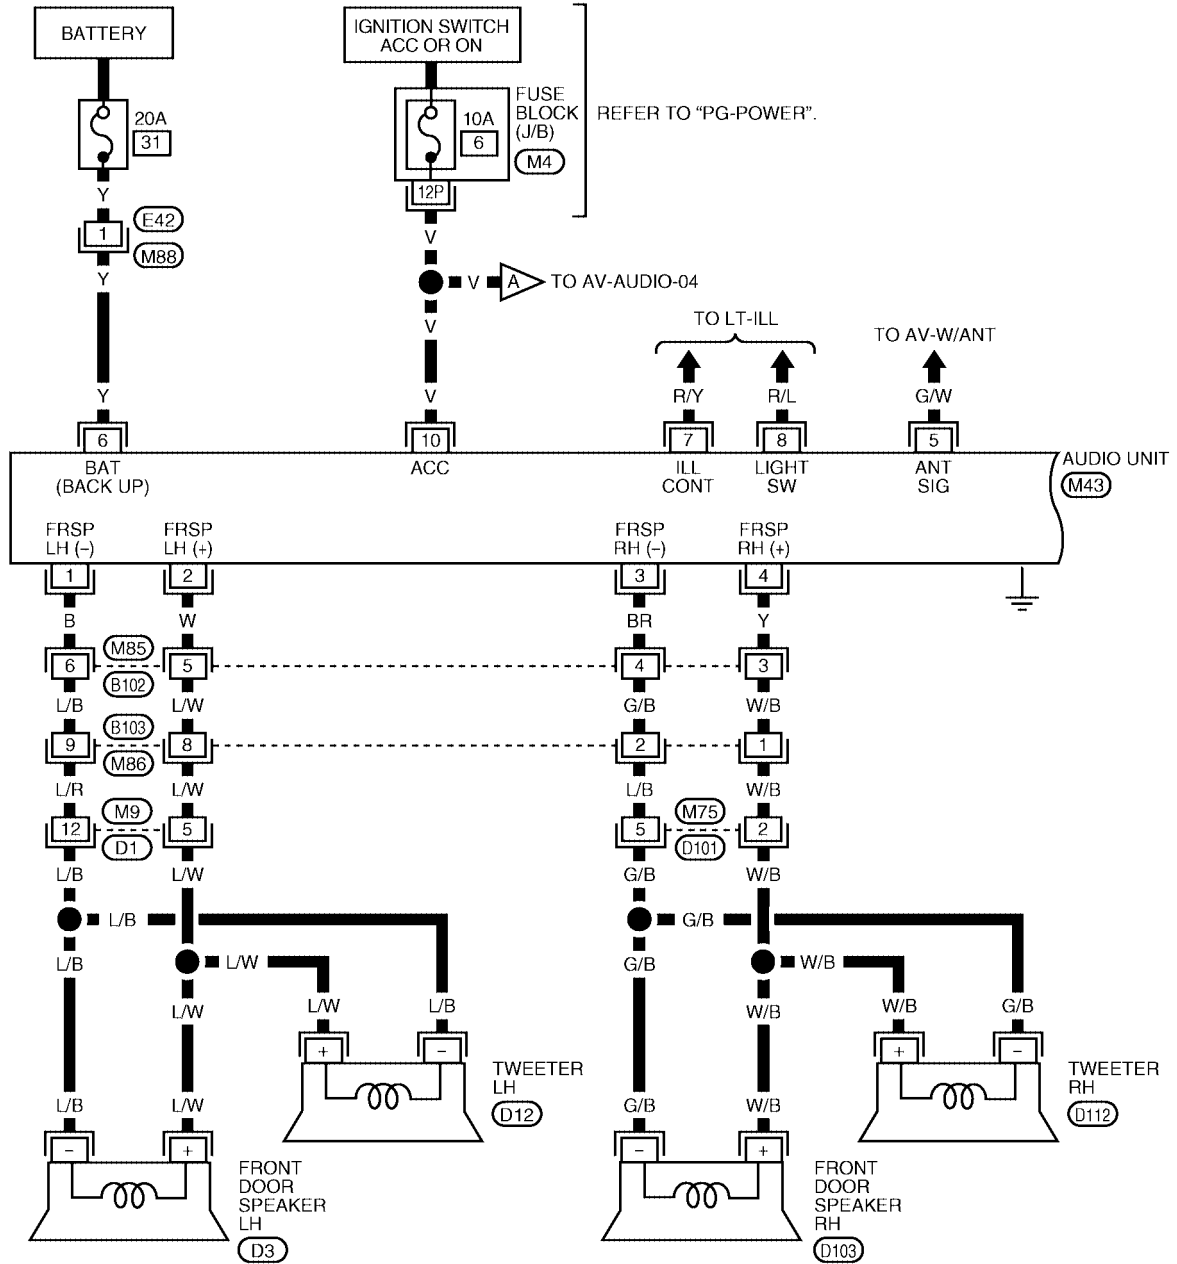 BATTERY
IGNITION SWITCH
ACC OR ON
20A
31
10A
6
FUSE
BLOCK
(J/B)
M4
REFER TO “PG-POWER”.
12P
Y
1
E42
M88
Y
V
V
A
TO AV-AUDIO-04
V
TO LT-ILL
TO AV-W/ANT
Y
V
R/Y
R/L
G/W
6
10
7
8
5
BAT
(BACK UP)
ACC
ILL
CONT
LIGHT
SW
ANT
SIG
AUDIO UNIT
M43
FRSP
LH (–)
FRSP
LH (+)
FRSP
RH (–)
FRSP
RH (+)
1
2
3
4
B
W
BR
Y
6
M85
B102
5
4
3
L/B
L/W
G/B
W/B
9
B103
M86
8
2
1
L/R
L/W
L/B
W/B
12
M9
D1
5
5
M75
D101
2
L/B
L/W
G/B
W/B
L/B
G/B
L/B
L/W
G/B
W/B
L/W
L/W
L/B
W/B
W/B
G/B
+
–
TWEETER
LH
D12
+
–
TWEETER
RH
D112
L/B
L/W
G/B
W/B
–
+
FRONT
DOOR
SPEAKER
LH
D3
–
+
FRONT
DOOR
SPEAKER
RH
D103